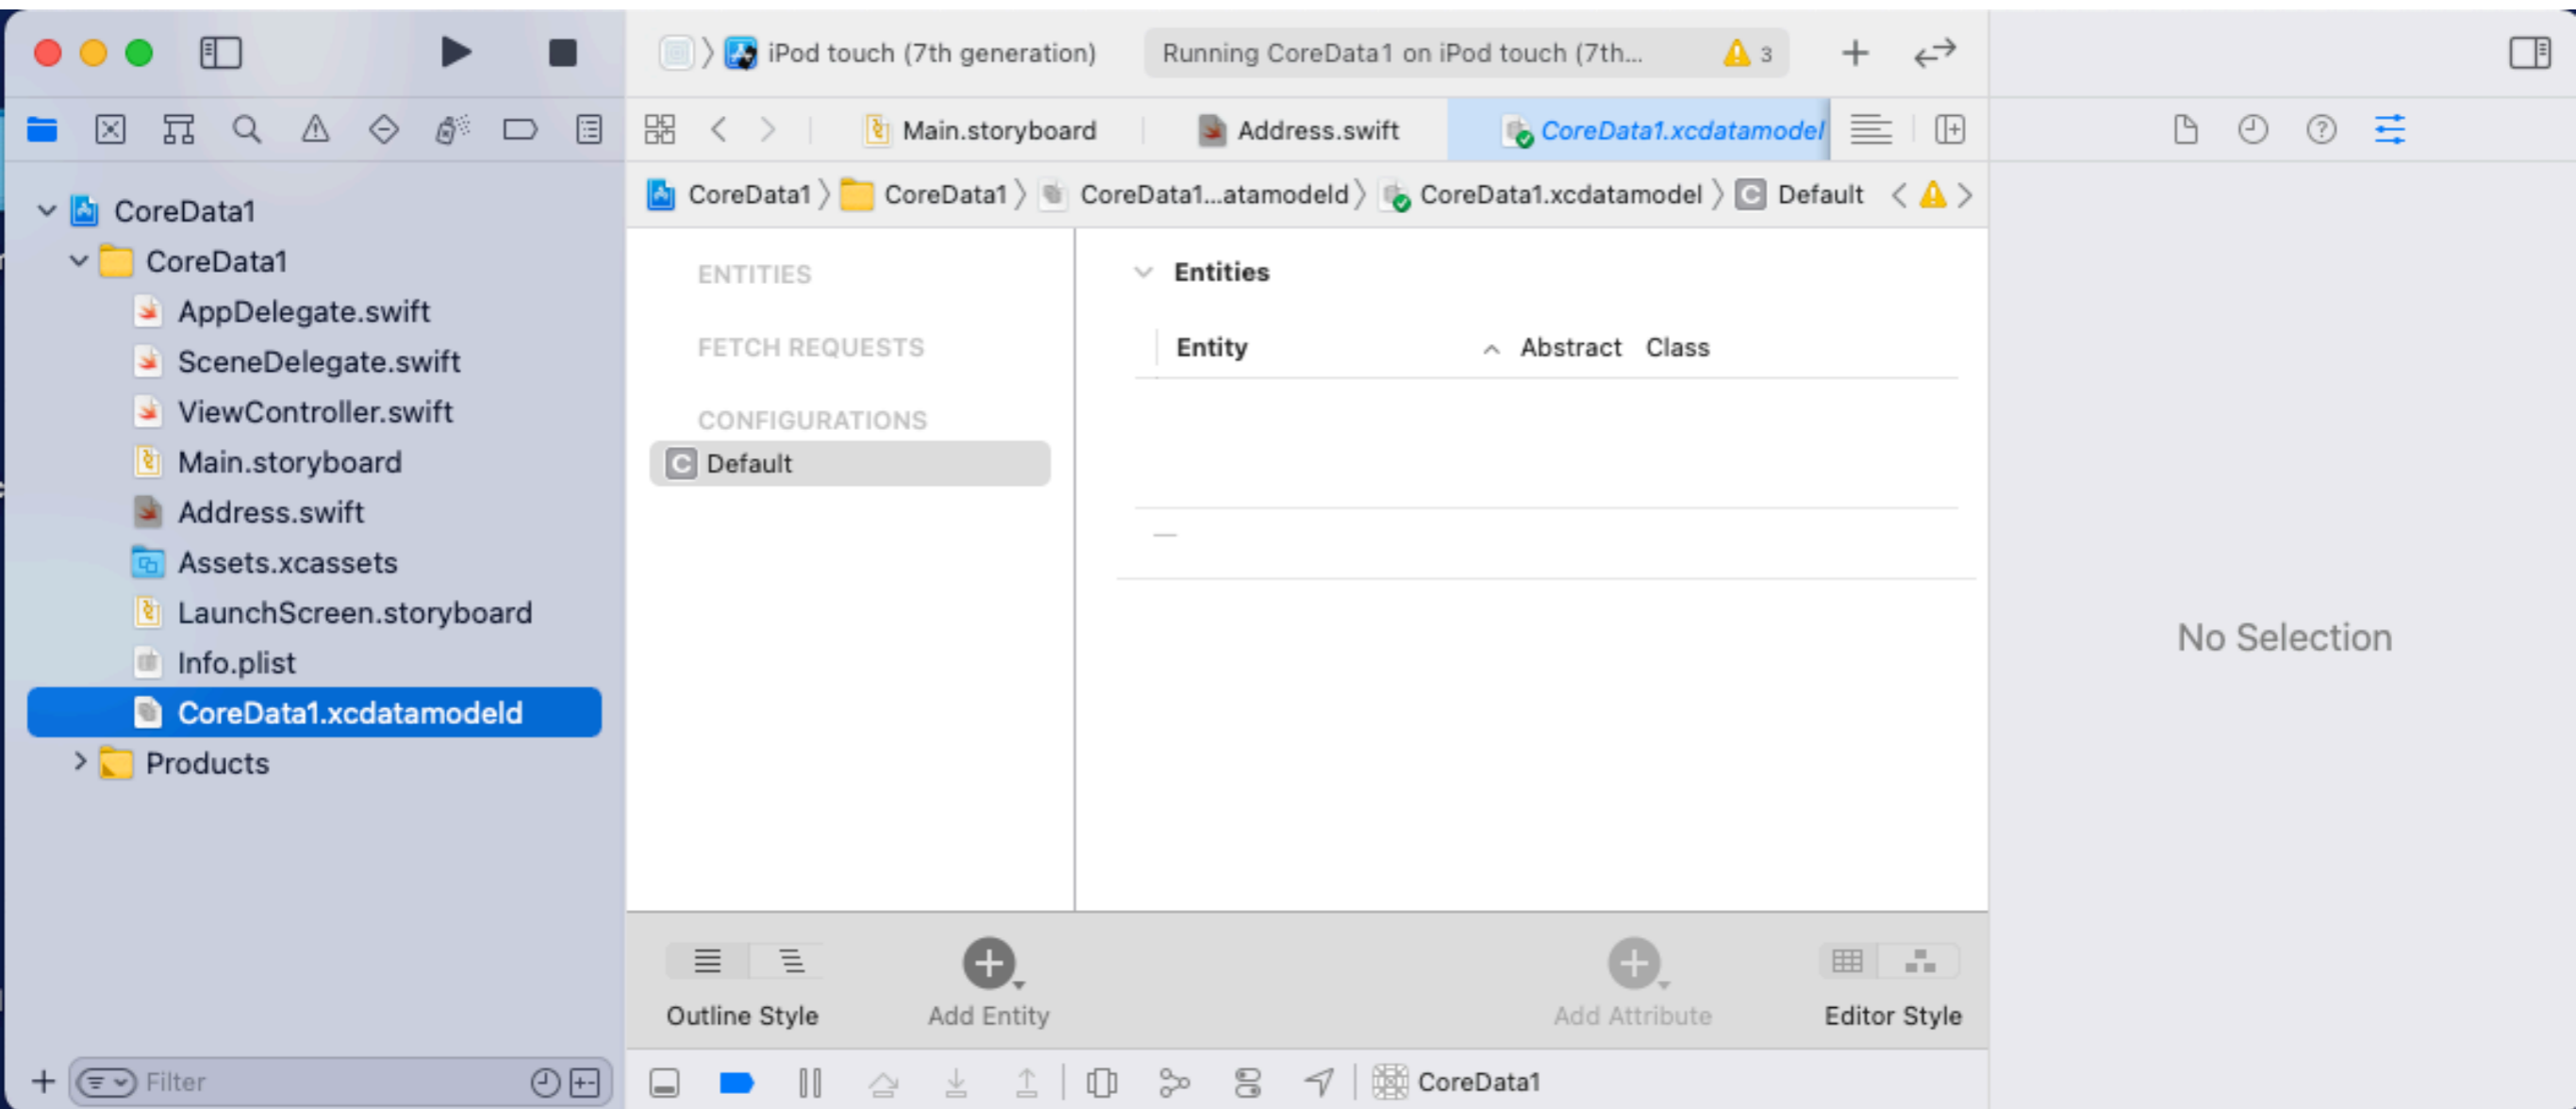 iPod touch (7th generation)
Running CoreData1 on iPod touch (7th...
3
Main.storyboard
Address.swift
CoreData1.xcdatamodel
CoreData1
CoreData1
CoreData1...atamodeld
CoreData1.xcdatamodel
C Default
CoreData1
CoreData1
AppDelegate.swift
SceneDelegate.swift
ViewController.swift
Main.storyboard
Address.swift
Assets.xcassets
LaunchScreen.storyboard
Info.plist
CoreData1.xcdatamodeld
Products
Filter
ENTITIES
FETCH REQUESTS
CONFIGURATIONS
C Default
Entities
Entity
Abstract
Class
No Selection
Outline Style
Add Entity
Add Attribute
Editor Style
CoreData1